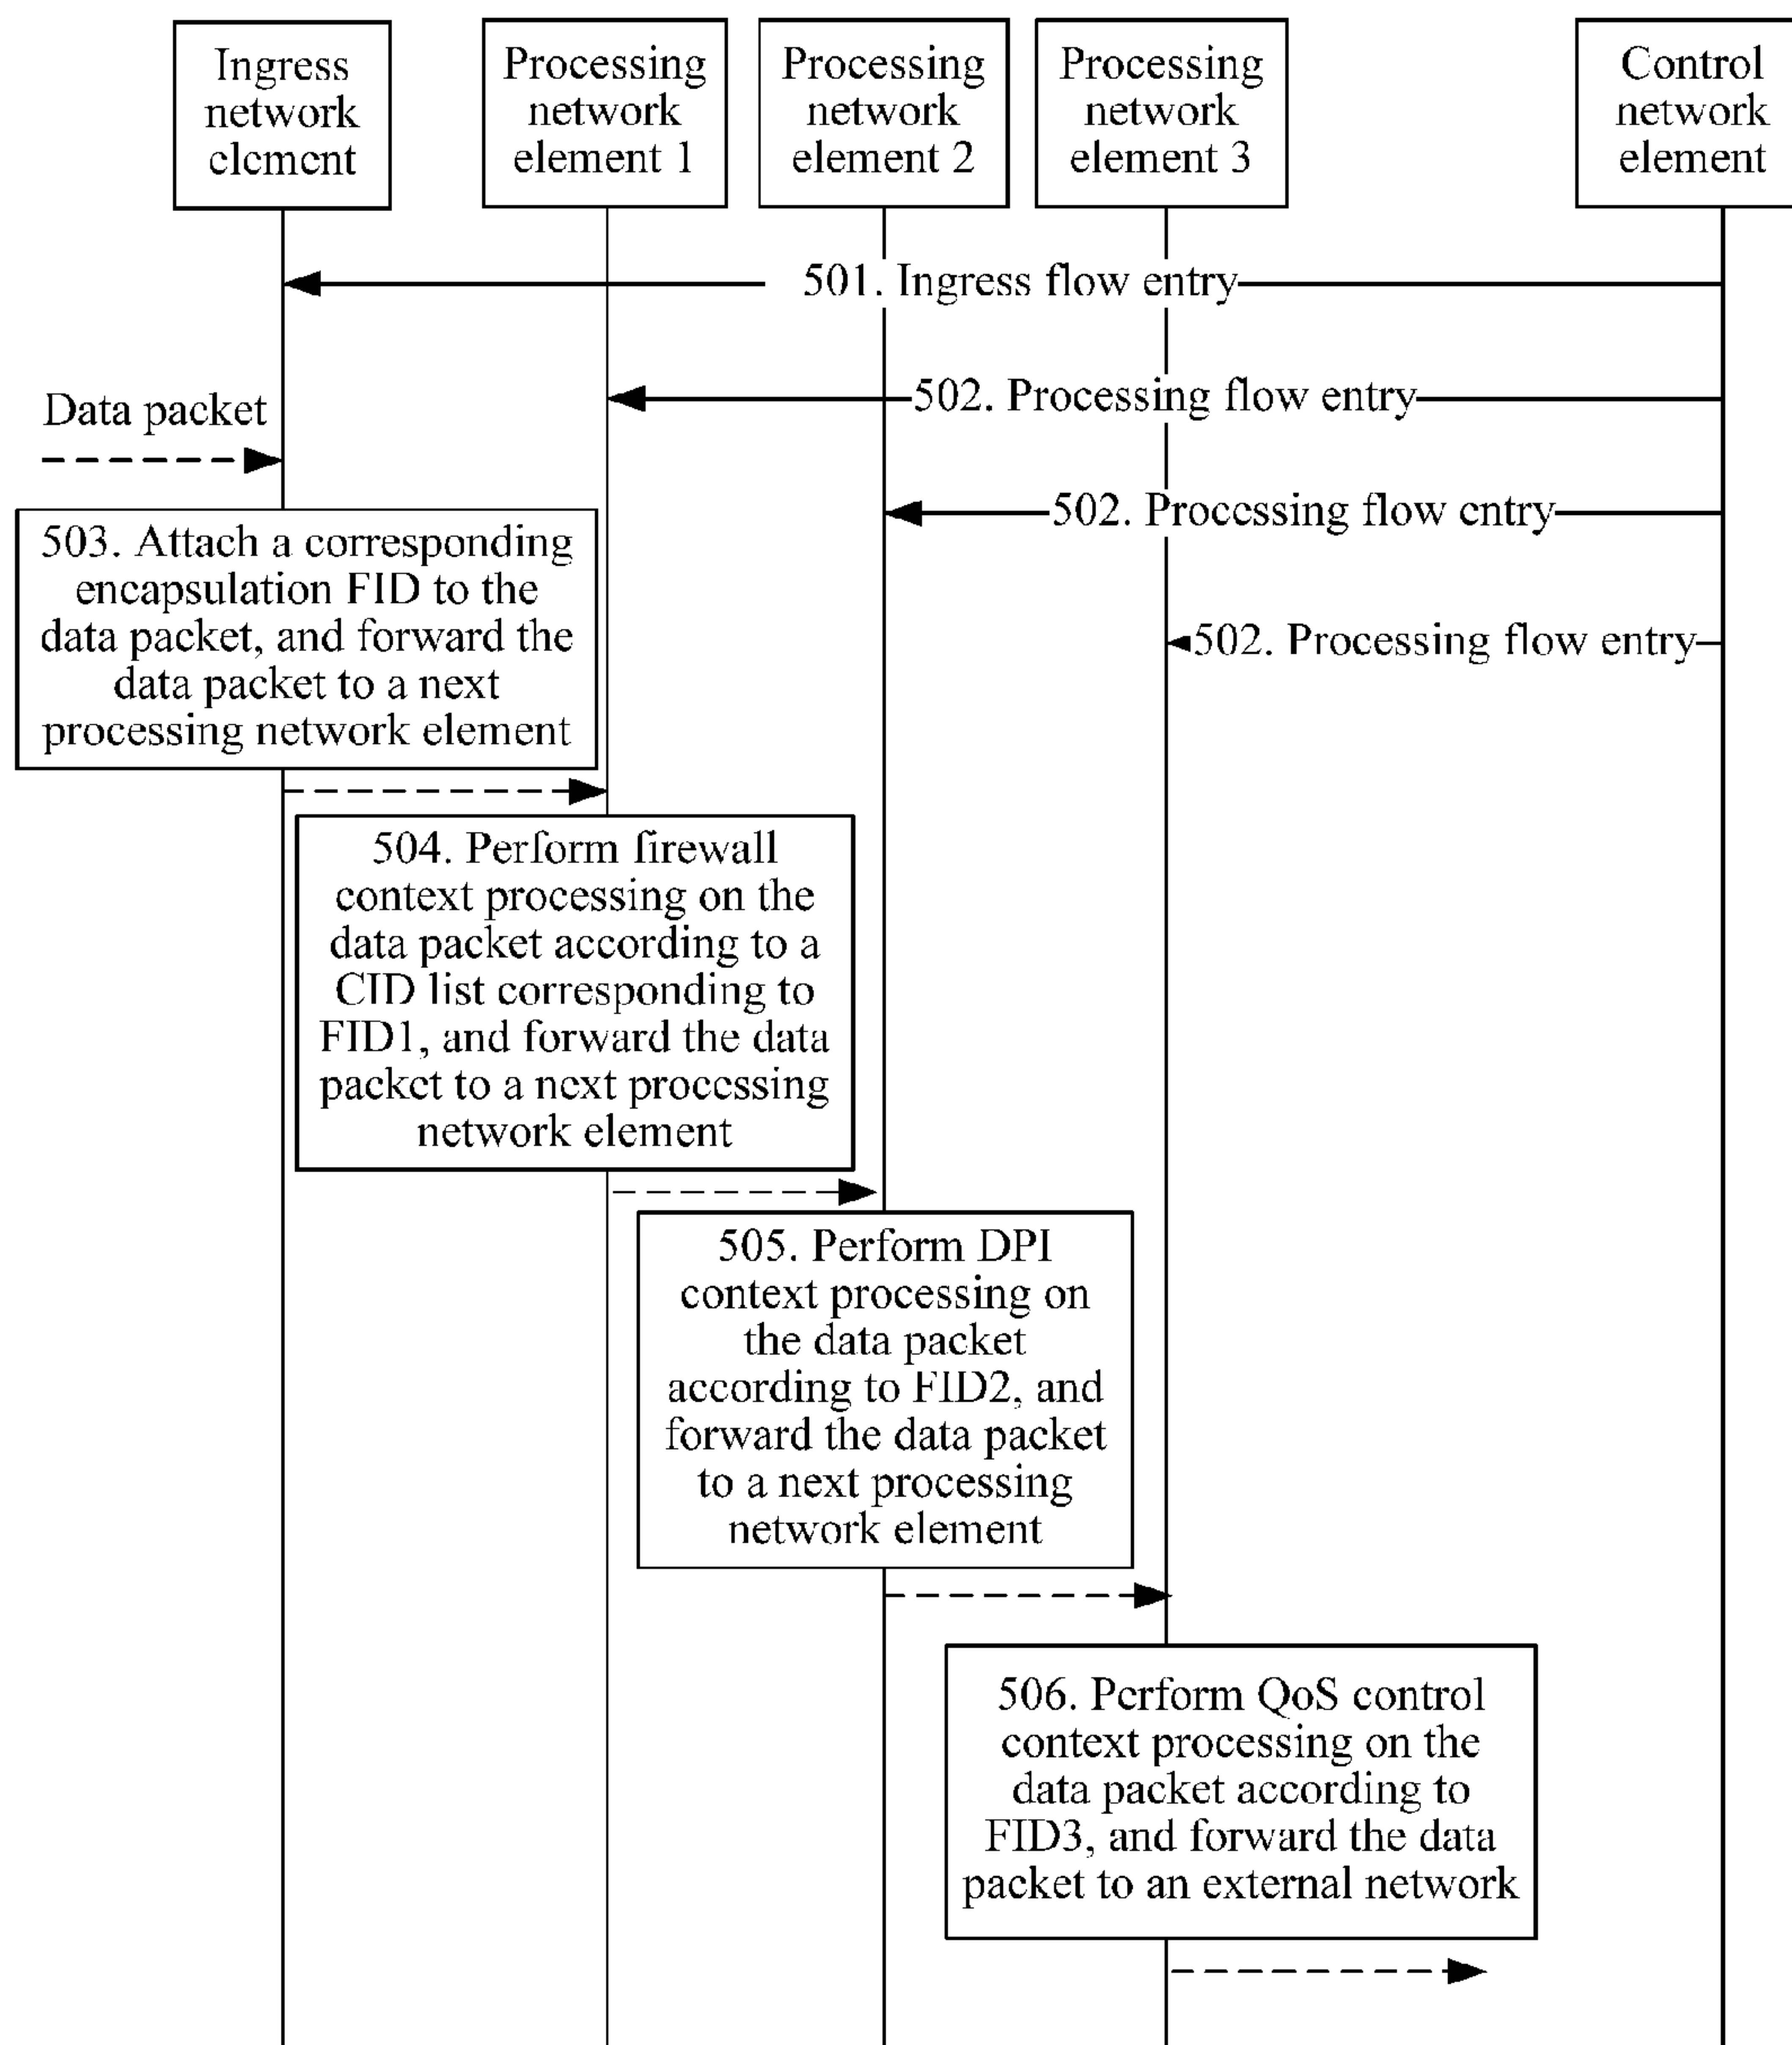 Ingress
network
element
Processing
network
element 1
Processing
network
element 2
Processing
network
element 3
Control
network
element
501. Ingress flow entry
502. Processing flow entry
Data packet
502. Processing flow entry
503. Attach a corresponding
encapsulation FID to the
data packet, and forward the
data packet to a next
processing network element
502. Processing flow entry
504. Perform firewall
context processing on the
data packet according to a
CID list corresponding to
FID1, and forward the data
packet to a next processing
network element
505. Perform DPI
context processing on
the data packet
according to FID2, and
forward the data packet
to a next processing
network element
506. Perform QoS control
context processing on the
data packet according to
FID3, and forward the data
packet to an external network